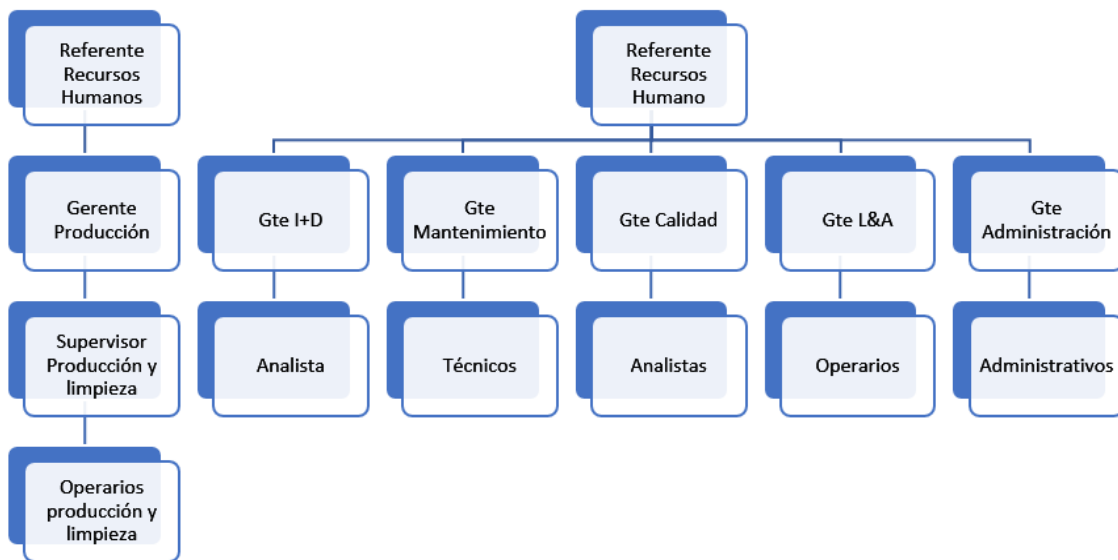 Referente
Recursos
Humanos
Referente
Recursos
Humano
Gerente
Producción
Gte I+D
Gte
Mantenimiento
Gte Calidad
Gte L&A
Gte
Administración
Supervisor
Producción y
limpieza
Analista
Técnicos
Analistas
Operarios
Administrativos
Operarios
producción y
limpieza